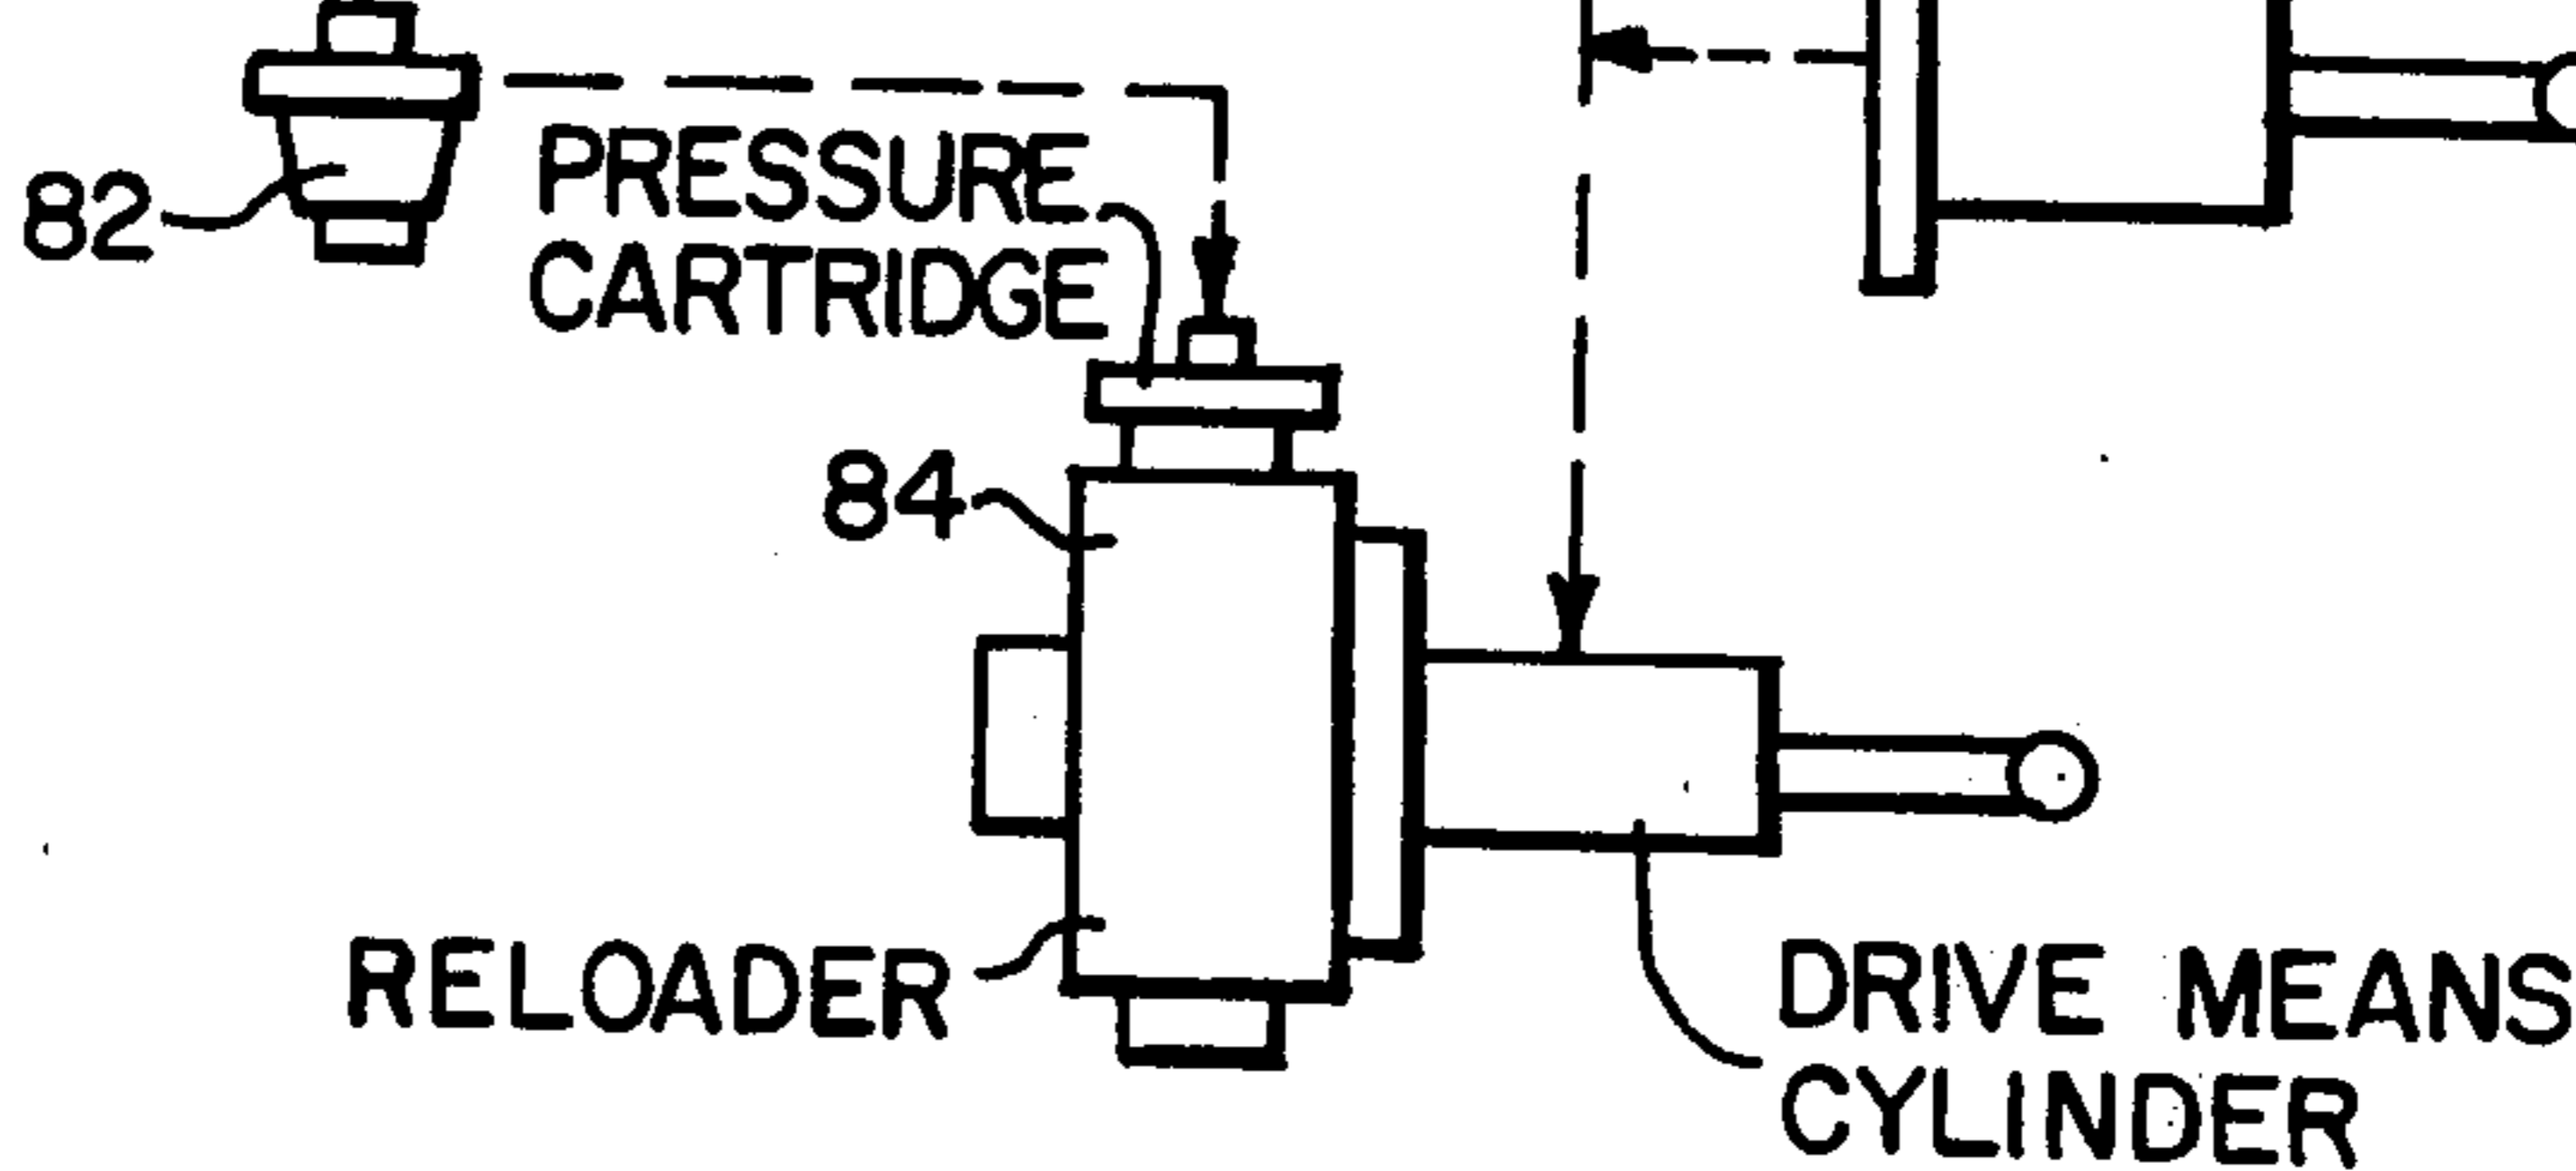 82
PRESSURE
CARTRIDGE
84
RELOADER
DRIVE MEANS
CYLINDER